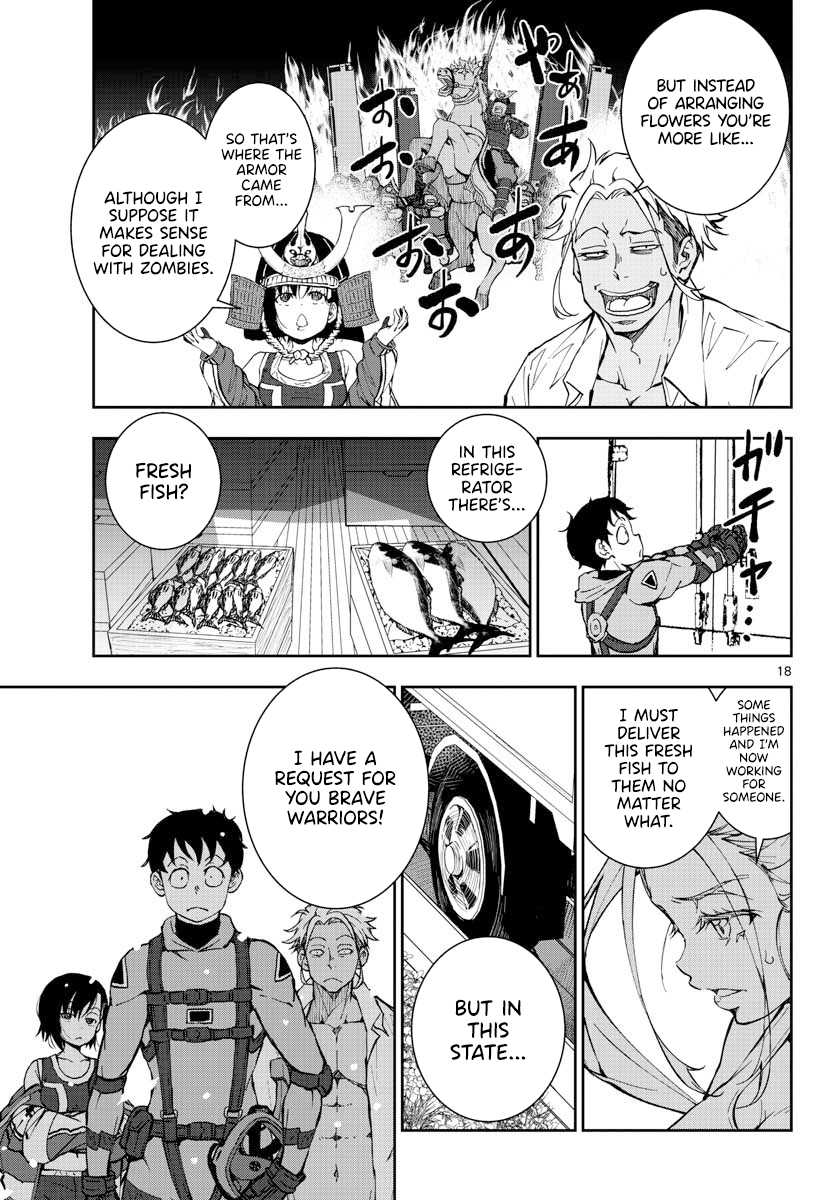 BUT INSTEAD
OF ARRANGING
FLOWERS YOU'RE
MORE LIKE...
やあああ
おおおお
SO THAT'S
WHERE THE
ARMOR
CAME
FROM...
ALTHOUGH I
SUPPOSE IT
MAKES SENSE
FOR DEALING
WITH ZOMBIES.
ガチャ…
IN THIS
REFRIGE-
RATOR
THERE'S...
FRESH
FISH?
18
SOME
THINGS
HAPPENED
AND I'M
NOW
WORKING
FOR
SOMEONE.
I MUST
DELIVER
THIS FRESH
FISH TO
THEM NO
MATTER
WHAT.
BUT IN
THIS
STATE...
I HAVE A
REQUEST FOR
YOU BRAVE
WARRIORS!